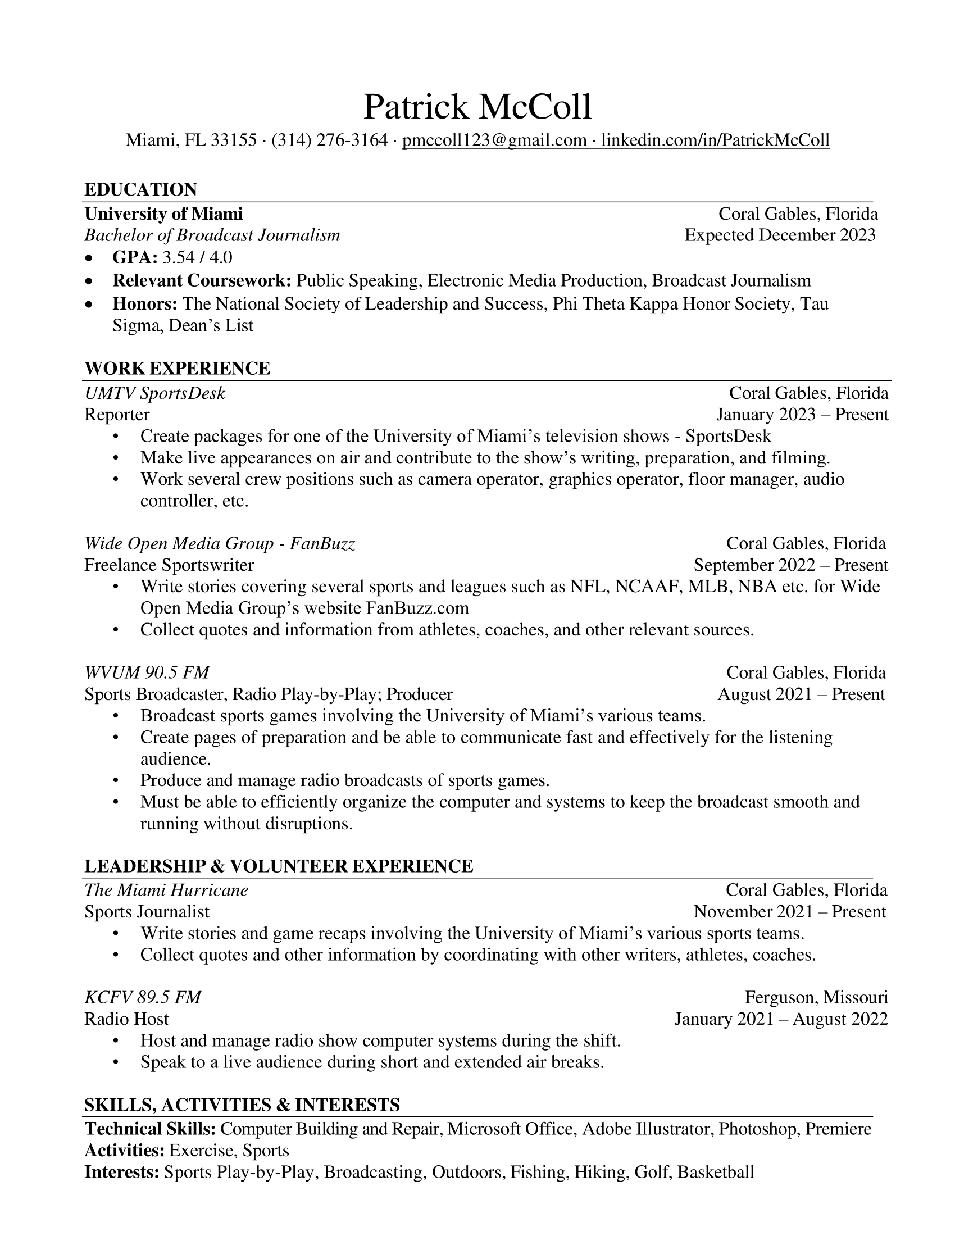 Patrick McColl
Miami, FL 33155 · (314) 276-3164 · pmccoll123@gmail.com · linkedin.com/in/PatrickMcColl
EDUCATION
University of Miami Coral Gables, Florida
Bachelor of Broadcast Journalism Expected December 2023
• GPA: 3.54 / 4.0
• Relevant Coursework: Public Speaking, Electronic Media Production, Broadcast Journalism
• Honors: The National Society of Leadership and Success, Phi Theta Kappa Honor Society, Tau
Sigma, Dean’s List
WORK EXPERIENCE
UMTV SportsDesk Coral Gables, Florida
Reporter January 2023 – Present
• Create packages for one of the University of Miami’s television shows - SportsDesk
• Make live appearances on air and contribute to the show’s writing, preparation, and filming.
• Work several crew positions such as camera operator, graphics operator, floor manager, audio
controller, etc.
Wide Open Media Group - FanBuzz Coral Gables, Florida
Freelance Sportswriter September 2022 – Present
• Write stories covering several sports and leagues such as NFL, NCAAF, MLB, NBA etc. for Wide
Open Media Group’s website FanBuzz.com
• Collect quotes and information from athletes, coaches, and other relevant sources.
WVUM 90.5 FM Coral Gables, Florida
Sports Broadcaster, Radio Play-by-Play; Producer August 2021 – Present
• Broadcast sports games involving the University of Miami’s various teams.
• Create pages of preparation and be able to communicate fast and effectively for the listening
audience.
• Produce and manage radio broadcasts of sports games.
• Must be able to efficiently organize the computer and systems to keep the broadcast smooth and
running without disruptions.
LEADERSHIP & VOLUNTEER EXPERIENCE
The Miami Hurricane Coral Gables, Florida
Sports Journalist November 2021 – Present
• Write stories and game recaps involving the University of Miami’s various sports teams.
• Collect quotes and other information by coordinating with other writers, athletes, coaches.
KCFV 89.5 FM Ferguson, Missouri
Radio Host January 2021 – August 2022
• Host and manage radio show computer systems during the shift.
• Speak to a live audience during short and extended air breaks.
SKILLS, ACTIVITIES & INTERESTS
Technical Skills: Computer Building and Repair, Microsoft Office, Adobe Illustrator, Photoshop, Premiere
Activities: Exercise, Sports
Interests: Sports Play-by-Play, Broadcasting, Outdoors, Fishing, Hiking, Golf, Basketball